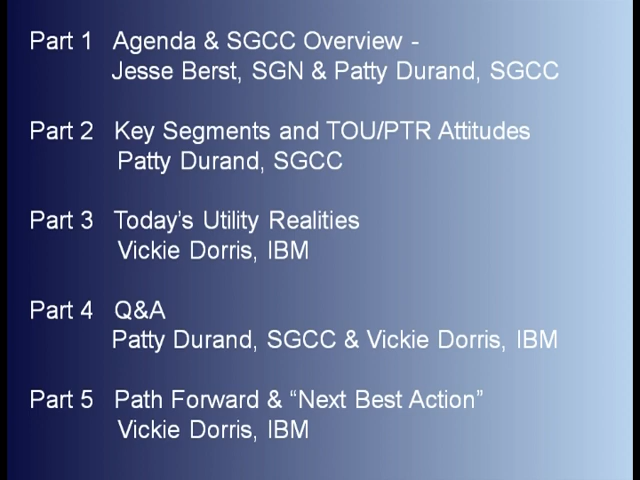 Part 1 Agenda & SGCC Overview -
Jesse Berst, SGN & Patty Durand, SGCC
Part 2 Key Segments and TOU/PTR Attitudes
Patty Durand, SGCC
Part 3 Today's Utility Realities
Vickie Dorris, IBM
Part 4 Q&A
Patty Durand, SGCC & Vickie Dorris, IBM
Part 5 Path Forward & “Next Best Action”
Vickie Dorris, IBM